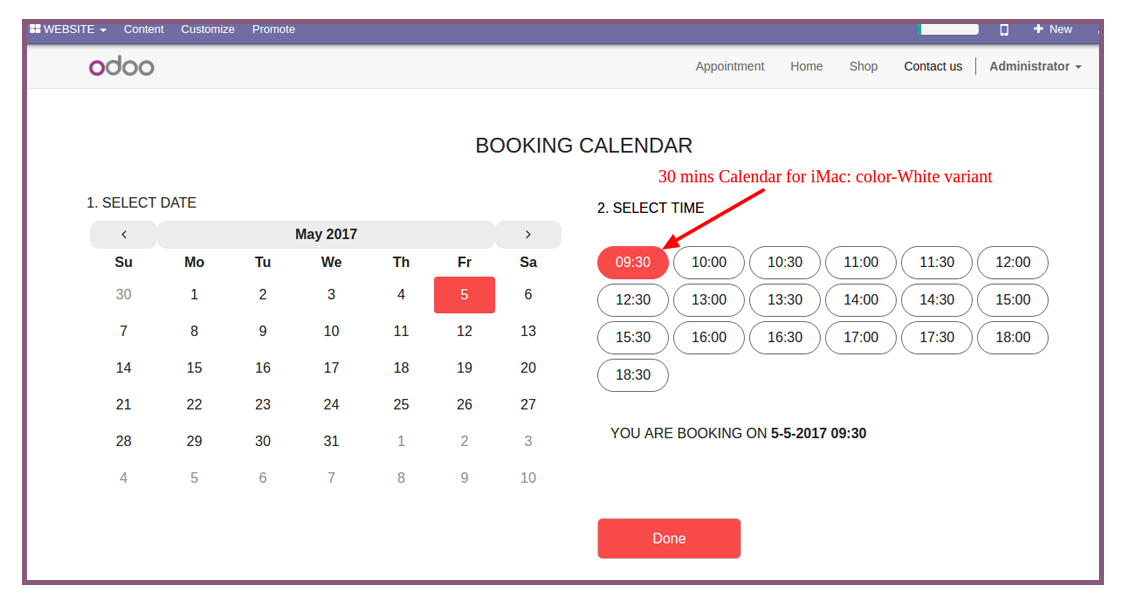 WEBSITE Content Customize Promote New
odoo Appointment Home Shop Contact us Administrator
BOOKING CALENDAR
30 mins Calendar for iMac: color-White variant
1. SELECT DATE
< May 2017 >
Su Mo Tu We Th Fr Sa
30 1 2 3 4 5 6
7 8 9 10 11 12 13
14 15 16 17 18 19 20
21 22 23 24 25 26 27
28 29 30 31 1 2 3
4 5 6 7 8 9 10
2. SELECT TIME
09:30 10:00 10:30 11:00 11:30 12:00
12:30 13:00 13:30 14:00 14:30 15:00
15:30 16:00 16:30 17:00 17:30 18:00
18:30
YOU ARE BOOKING ON 5-5-2017 09:30
Done